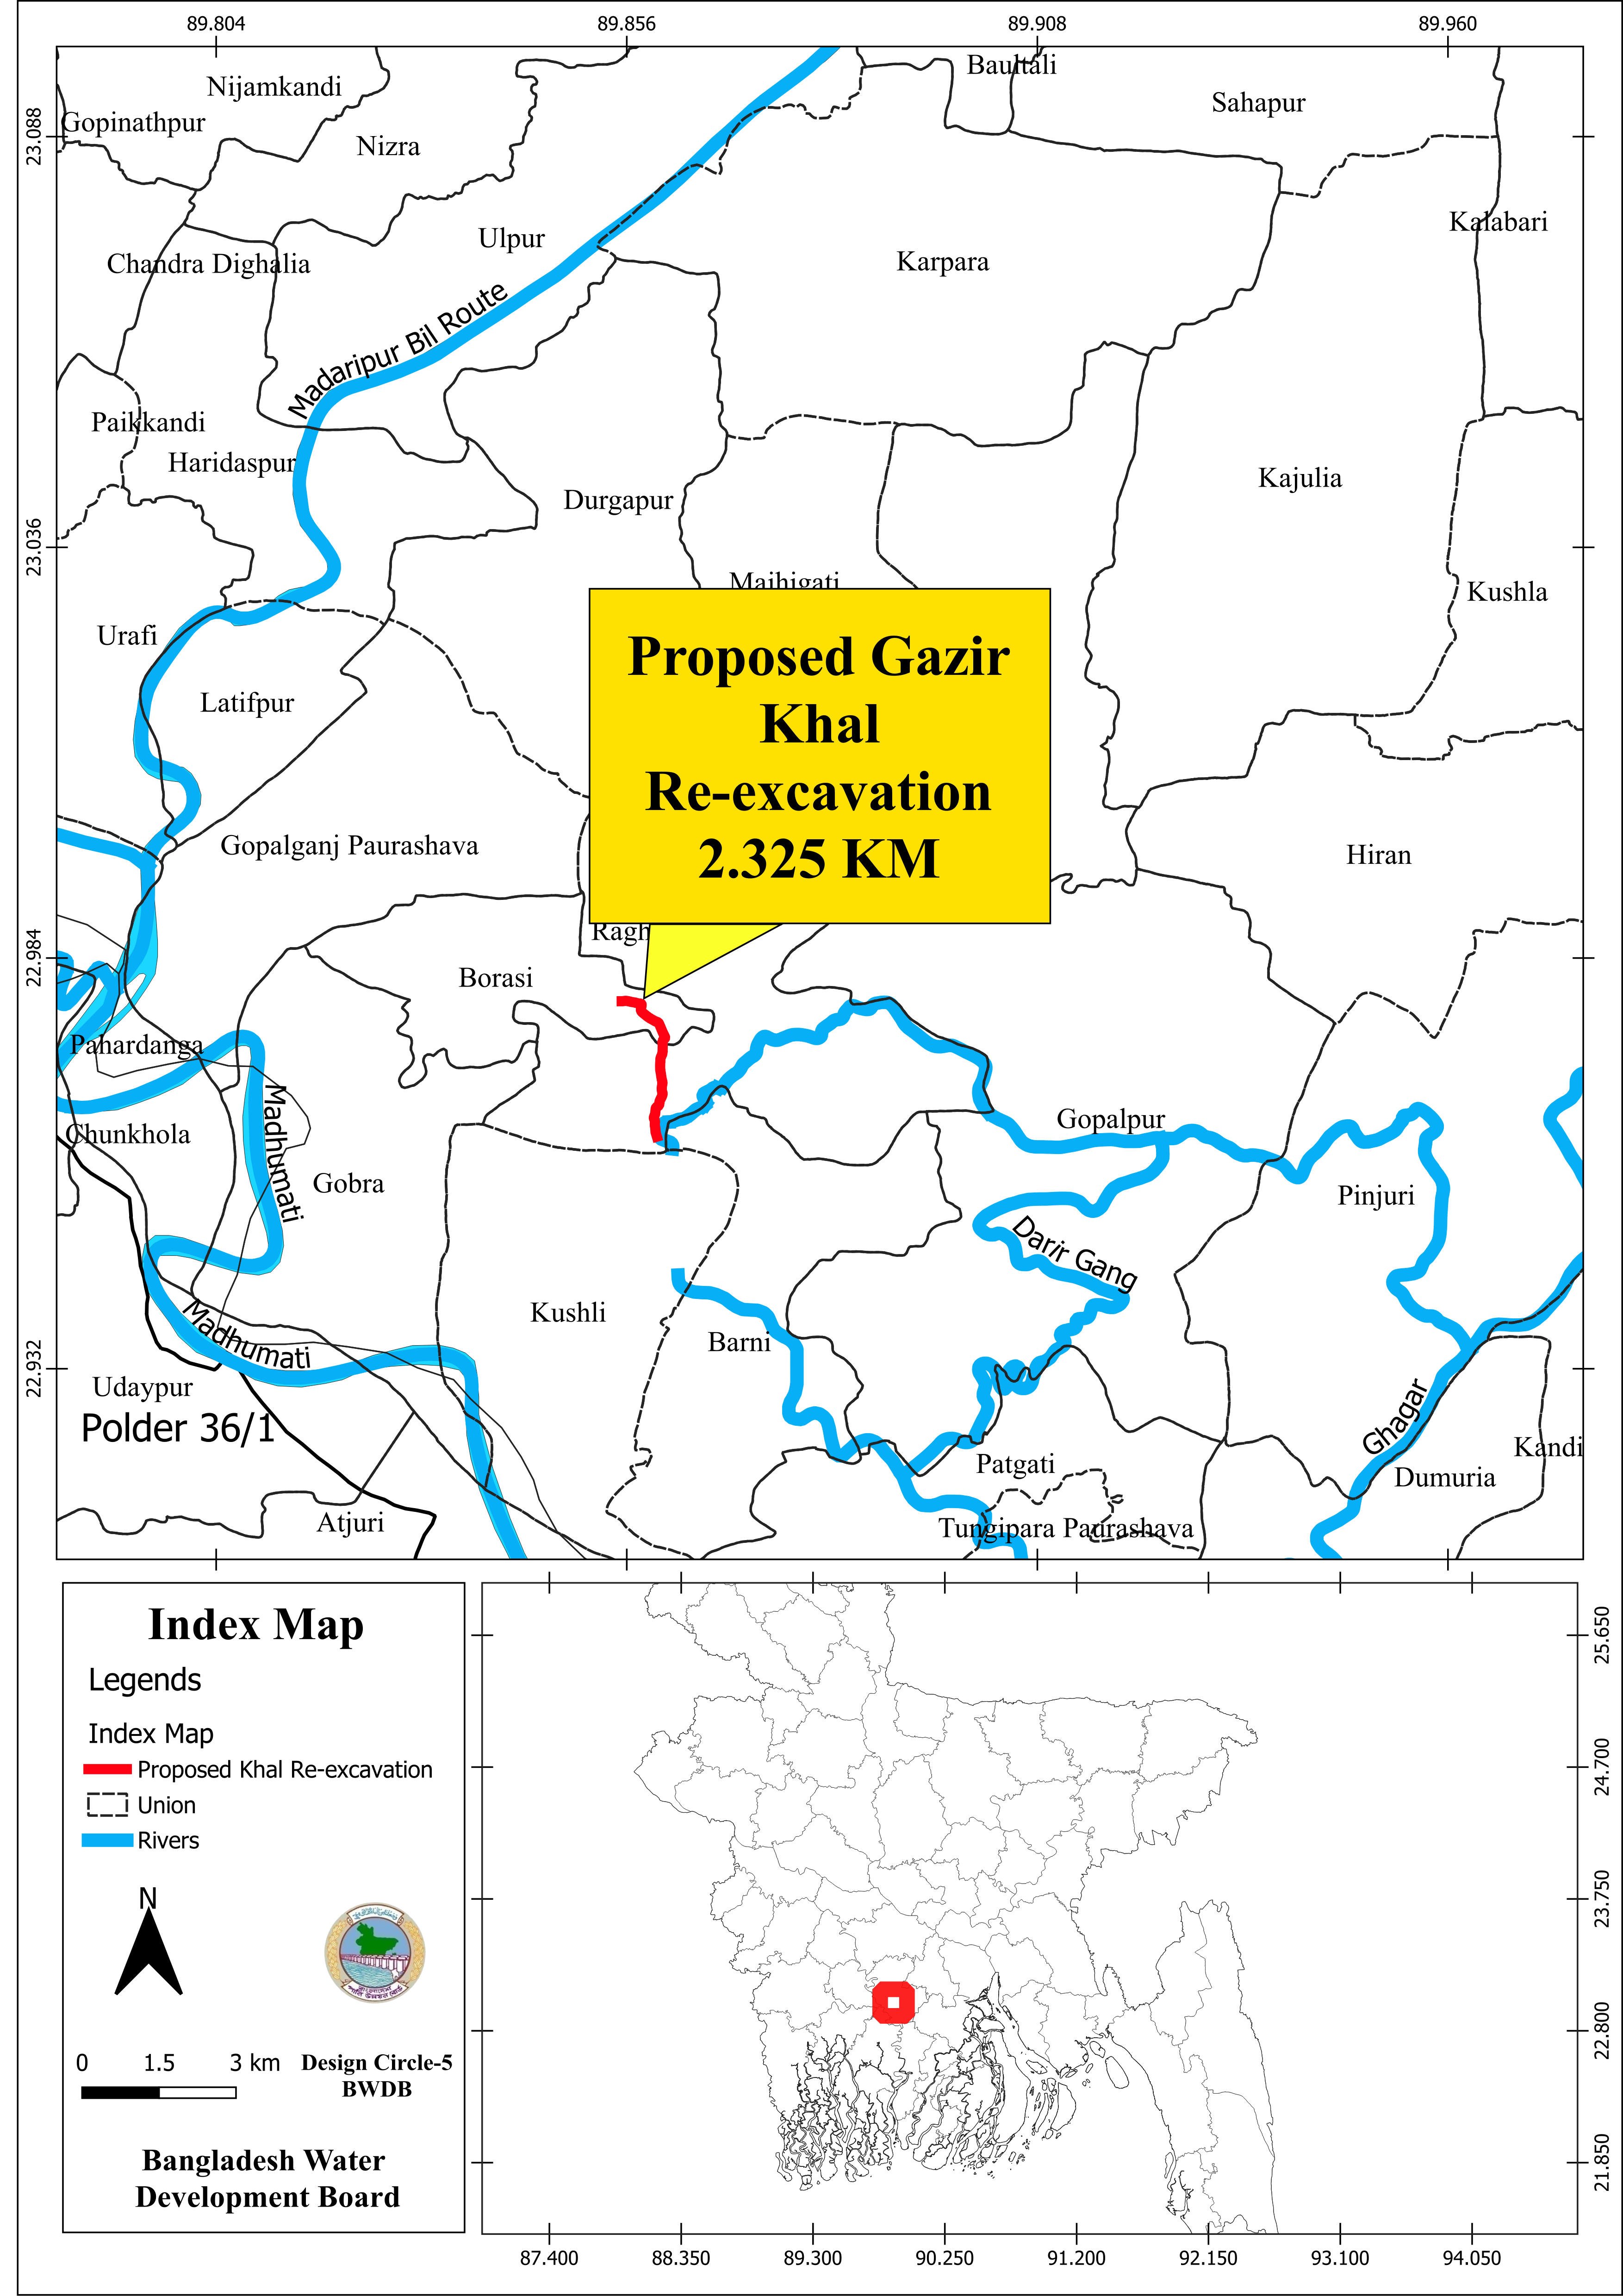 89.804
89.856
89.908
89.960
23.088
23.036
22.984
22.932
Nijamkandi
Gopinathpur
Nizra
Baultali
Sahapur
Kalabari
Ulpur
Chandra Dighalia
Karpara
Madaripur Bil Route
Paikkandi
Haridaspur
Durgapur
Kajulia
Majhigati
Kushla
Urafi
Latifpur
Proposed Gazir
Khal
Re-excavation
2.325 KM
Gopalganj Paurashava
Hiran
Ragh
Borasi
Pahardanga
Madhumati
Chunkhola
Gopalpur
Gobra
Pinjuri
Darir Gang
Kushli
Barni
Madhumati
Udaypur
Polder 36/1
Ghagar
Kandi
Patgati
Dumuria
Atjuri
Tungipara Paurashava
Index Map
Legends
Index Map
Proposed Khal Re-excavation
Union
Rivers
N
0 1.5 3 km
Design Circle-5
BWDB
Bangladesh Water
Development Board
25.650
24.700
23.750
22.800
21.850
87.400
88.350
89.300
90.250
91.200
92.150
93.100
94.050